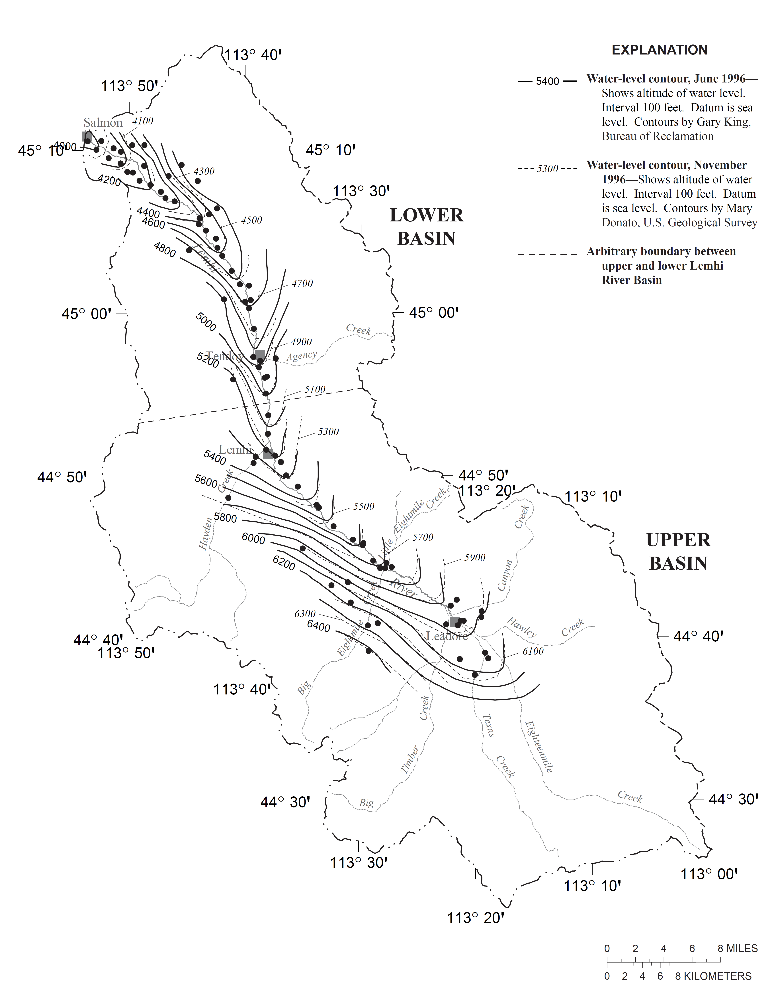 EXPLANATION
5400
Water-level contour, June 1996—
Shows altitude of water level.
Interval 100 feet. Datum is sea
level. Contours by Gary King,
Bureau of Reclamation
5300
Water-level contour, November
1996—Shows altitude of water
level. Interval 100 feet. Datum
is sea level. Contours by Mary
Donato, U.S. Geological Survey
Arbitrary boundary between
upper and lower Lemhi
River Basin
113° 40'
113° 50'
Salmon
4100
4000
45° 10'
45° 10'
4300
4200
113° 30'
LOWER
BASIN
4400
4600
4500
4800
Lemhi
4700
45° 00'
45° 00'
5000
Creek
4900
Agency
Tendoy
5200
5100
5300
Lemhi
5400
44° 50'
44° 50'
5600
Creek
113° 20'
113° 10'
Creek
Eightmile
Little
5500
5800
Hayden
Creek
6000
5700
UPPER
BASIN
5900
6200
Canyon
River
Creek
6300
6400
Hawley
Creek
Leadore
44° 40'
113° 50'
44° 40'
Eightmile
6100
113° 40'
Big
Creek
Texas
Eighteenmile
Timber
Creek
Creek
44° 30'
Big
44° 30'
113° 30'
113° 00'
113° 10'
113° 20'
0 2 4 6 8 MILES
0 2 4 6 8 KILOMETERS